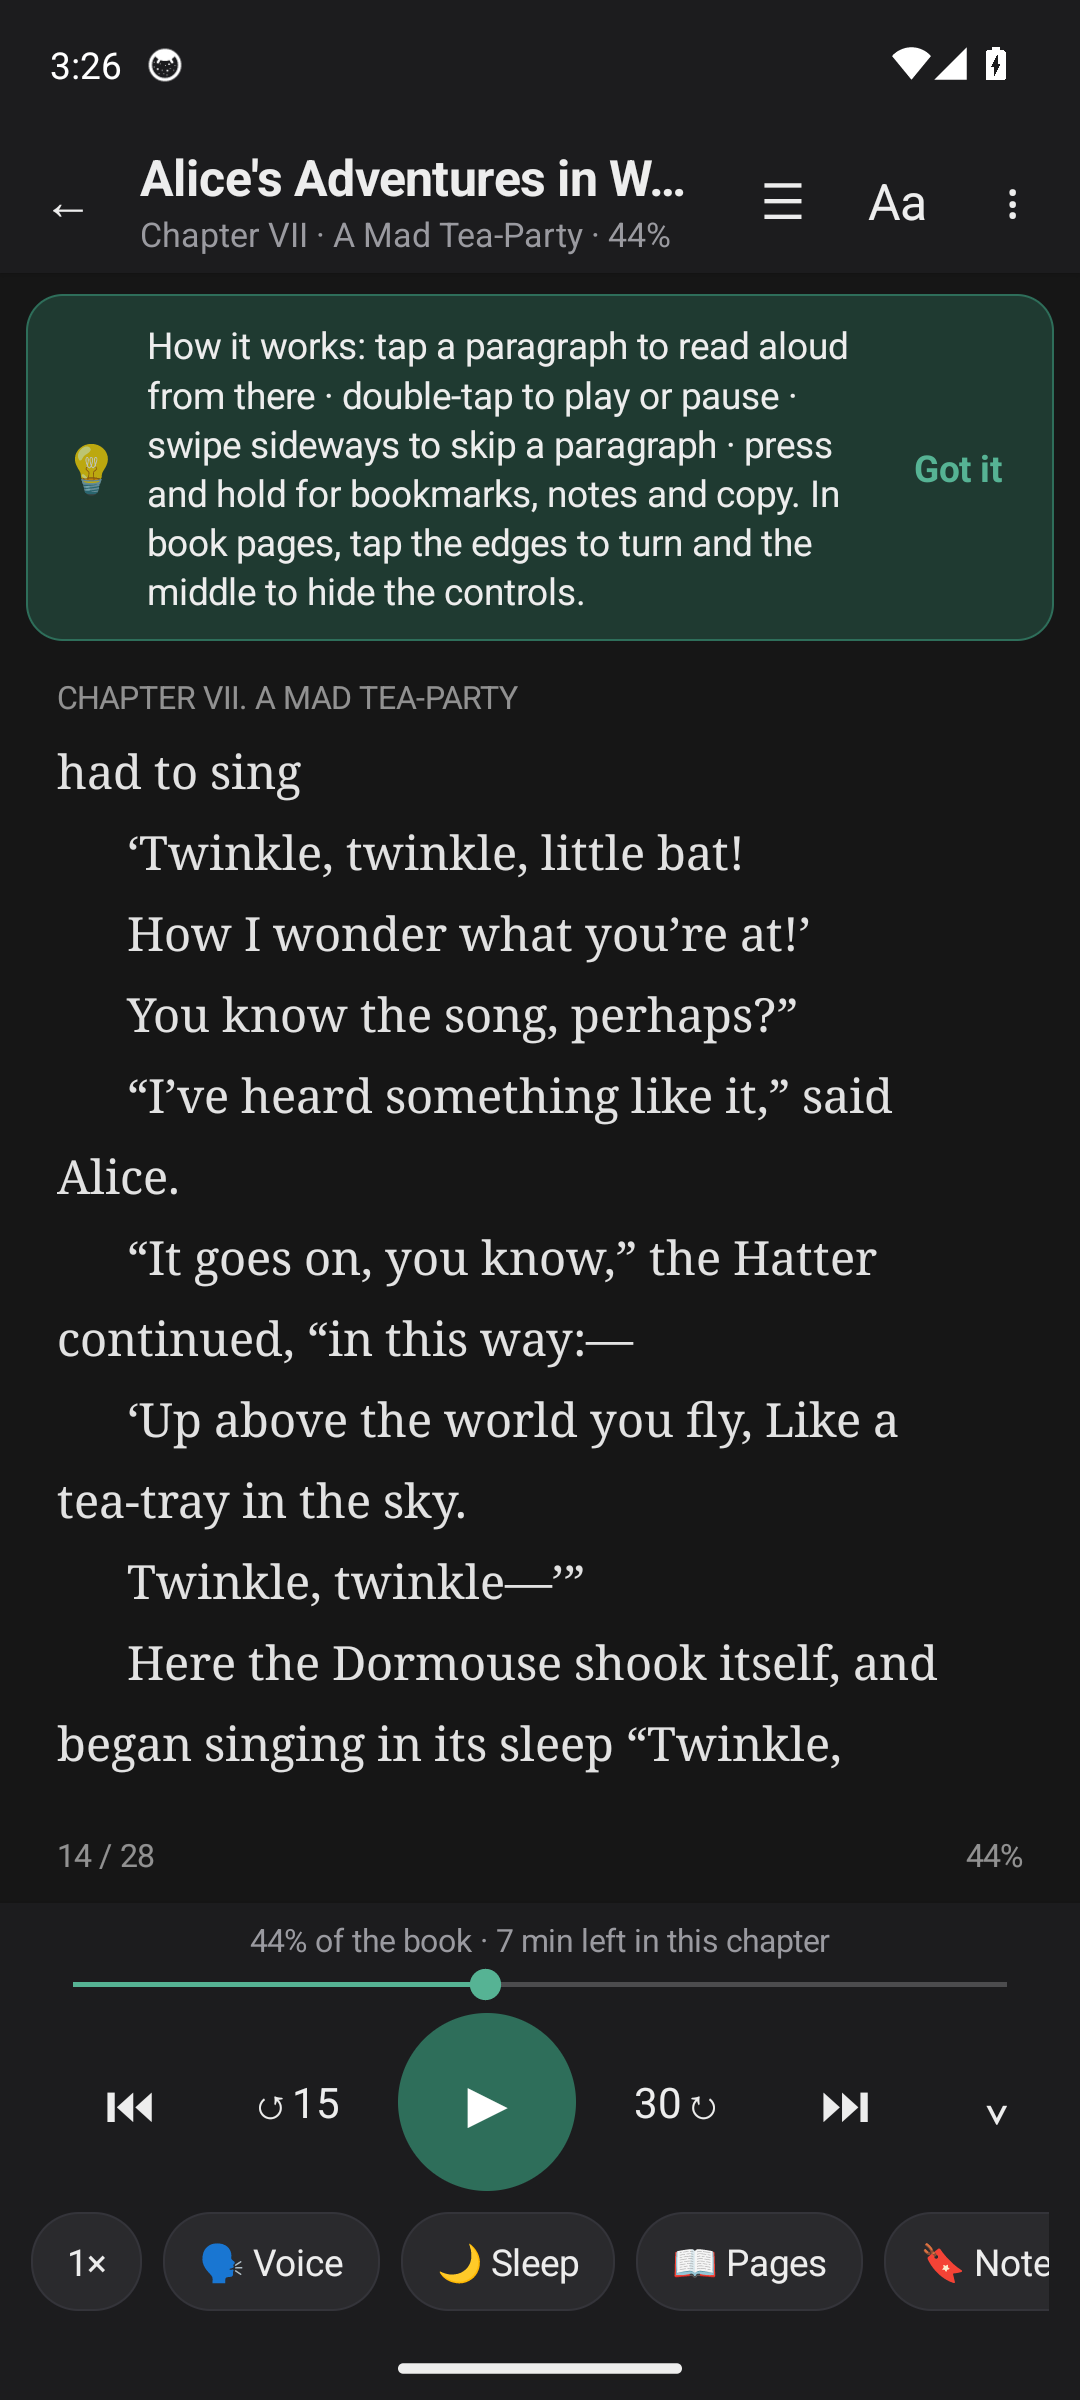 3:26
Alice's Adventures in W...
Chapter VII · A Mad Tea-Party · 44%
Aa
How it works: tap a paragraph to read aloud
from there · double-tap to play or pause ·
swipe sideways to skip a paragraph · press
and hold for bookmarks, notes and copy. In
book pages, tap the edges to turn and the
middle to hide the controls.
Got it
CHAPTER VII. A MAD TEA-PARTY
had to sing
‘Twinkle, twinkle, little bat!
How I wonder what you’re at!’
You know the song, perhaps?”
“I’ve heard something like it,” said
Alice.
“It goes on, you know,” the Hatter
continued, “in this way:—
‘Up above the world you fly, Like a
tea-tray in the sky.
Twinkle, twinkle—’”
Here the Dormouse shook itself, and
began singing in its sleep “Twinkle,
14 / 28
44%
44% of the book · 7 min left in this chapter
15
30
1×
Voice
Sleep
Pages
Note